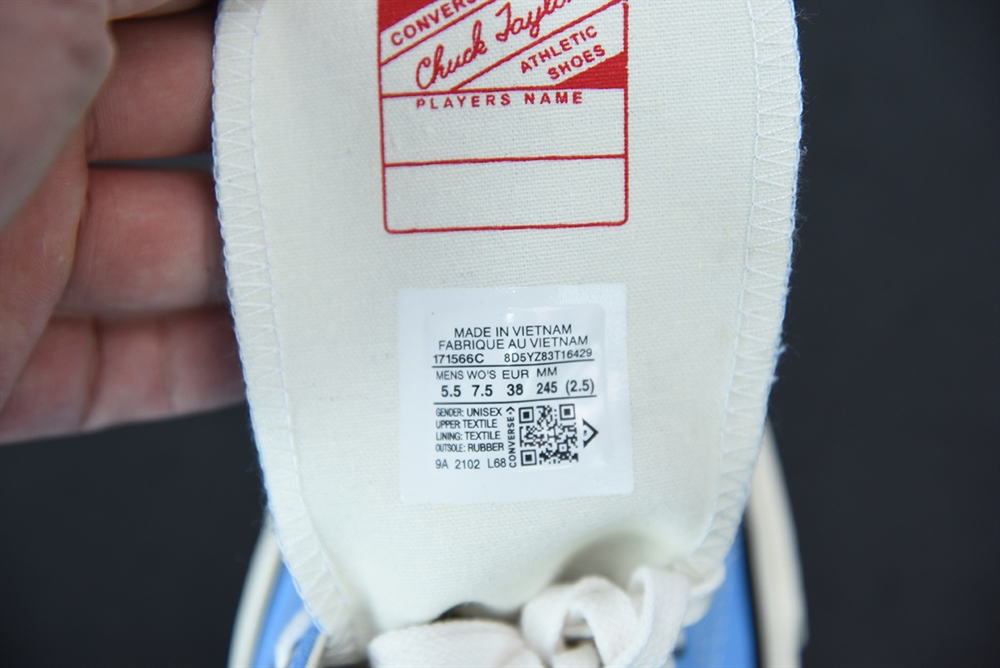 CONVERS
Chuck Taylor
ATHLETIC
SHOES
PLAYERS NAME
MADE IN VIETNAM
FABRIQUE AU VIETNAM
171566C 8D5YZ83T16429
MENS WO'S EUR MM
5.5 7.5 38 245 (2.5)
GENDER: UNISEX
UPPER TEXTILE
LINING: TEXTILE
OUTSOLE: RUBBER
CONVERSE
9A 2102 L68